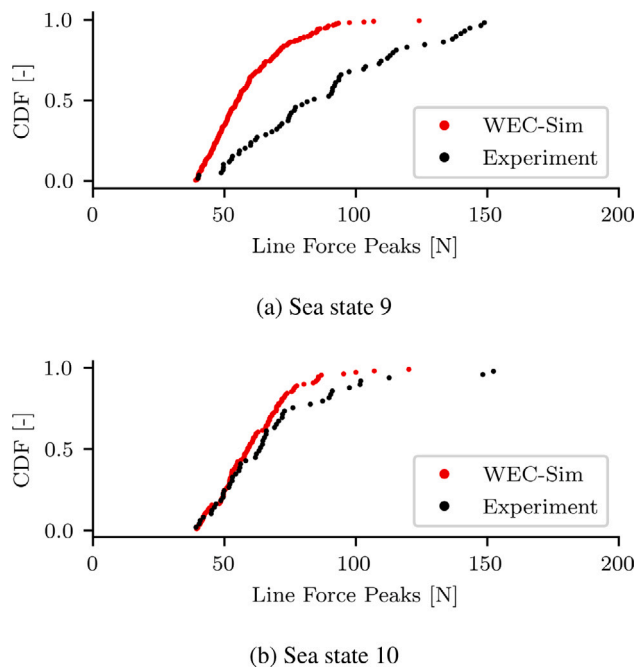 CDF [-]
1.0
0.5
0.0
WEC-Sim
Experiment
0
50
100
150
200
Line Force Peaks [N]
(a) Sea state 9
CDF [-]
1.0
0.5
0.0
WEC-Sim
Experiment
0
50
100
150
200
Line Force Peaks [N]
(b) Sea state 10